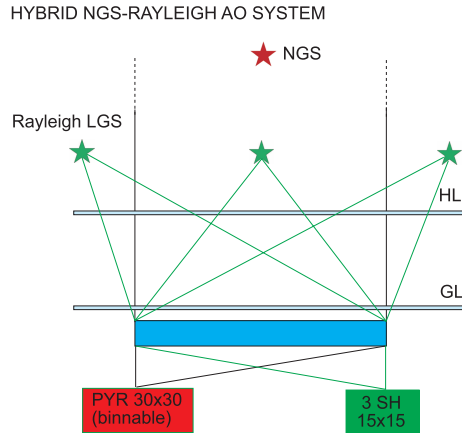 HYBRID NGS-RAYLEIGH AO SYSTEM
NGS
Rayleigh LGS
HL
GL
PYR 30x30
(binnable)
3 SH
15x15